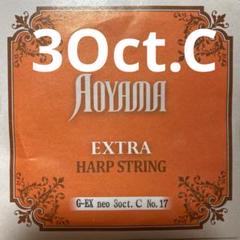 3Oct.C
AOYAMA
EXTRA
HARP STRING
G-EX neo 3oct. C No.17